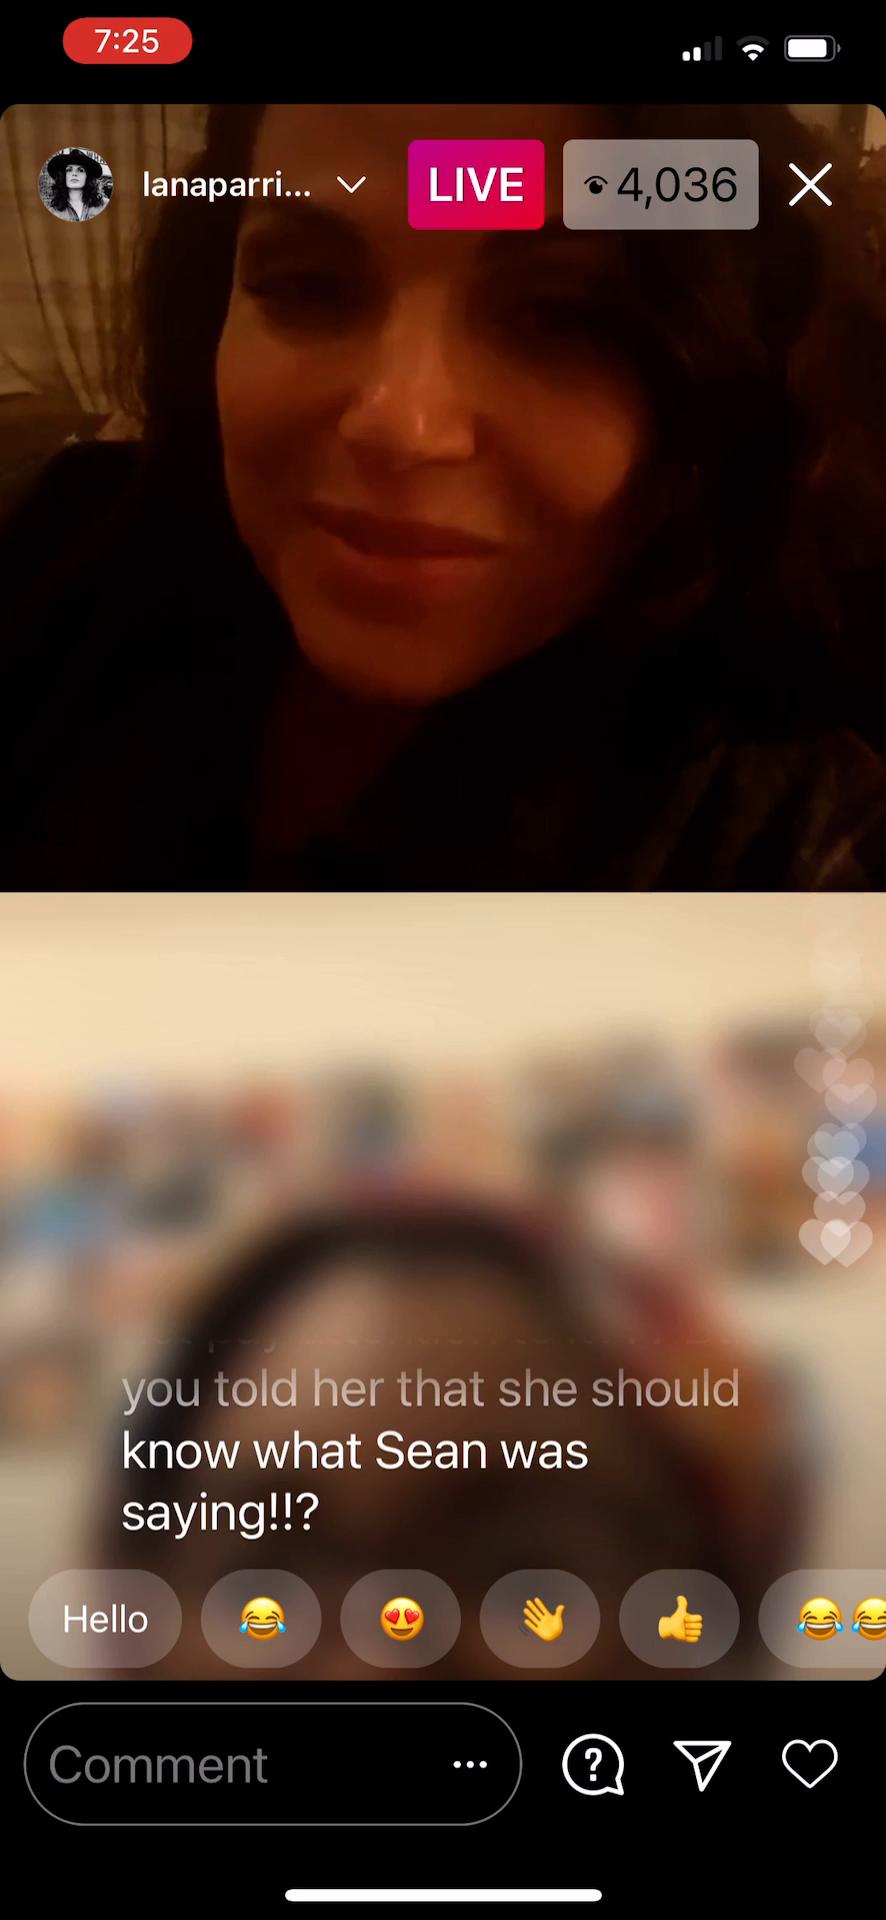 7:25
lanaparri...
LIVE
4,036
you told her that she should
know what Sean was
saying!!?
Hello
Comment